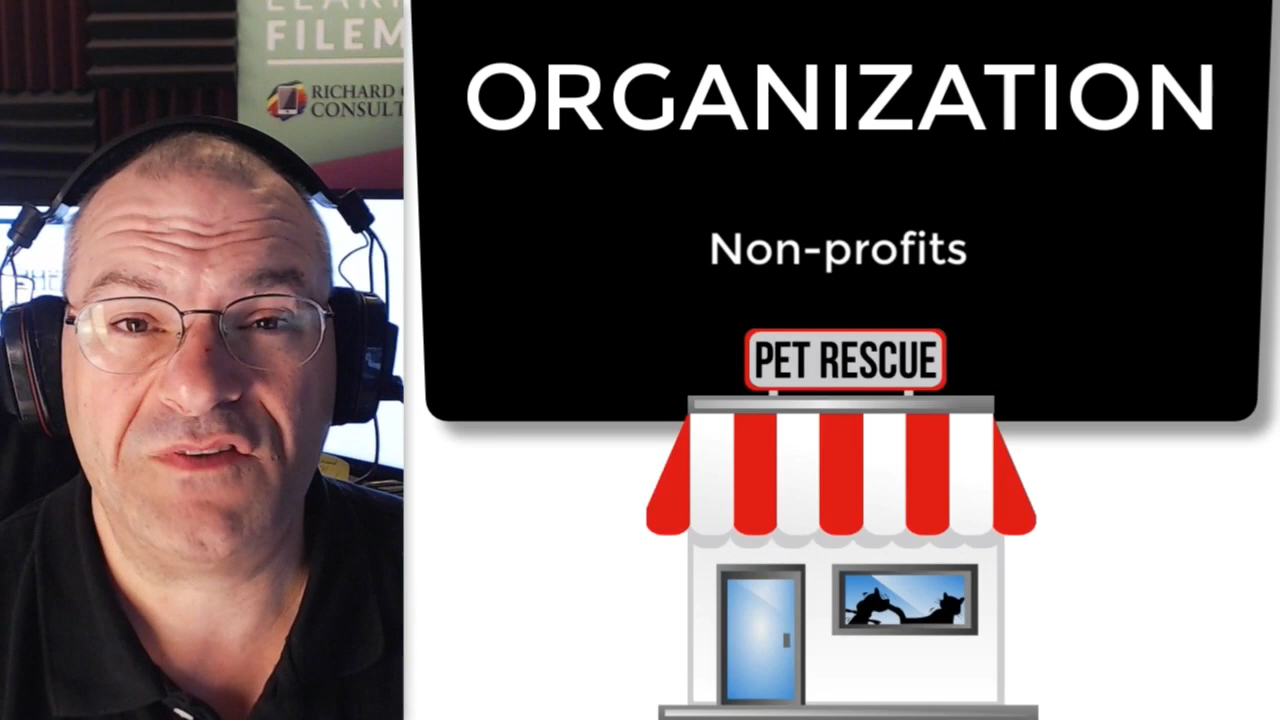 FILEM
RICHARD
CONSULT
ORGANIZATION
Non-profits
PET RESCUE